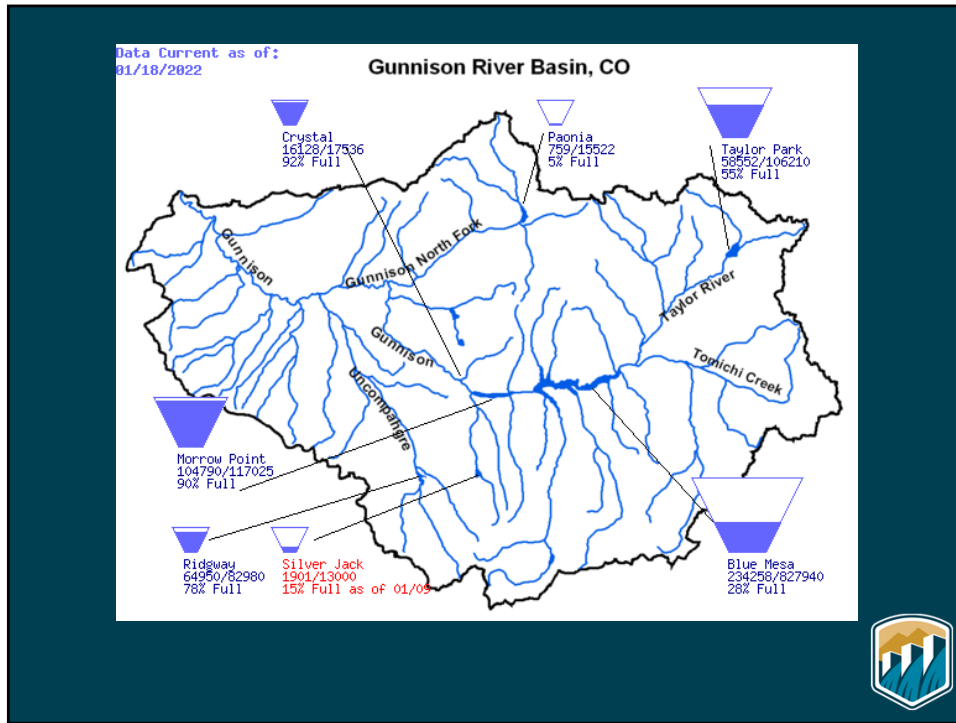 Data Current as of:
01/18/2022
Gunnison River Basin, CO
Crystal
16128/17536
92% Full
Paonia
759/15522
5% Full
Taylor Park
58552/106210
55% Full
Gunnison
Gunnison North Fork
Taylor River
Gunnison
Tomichi Creek
Uncompahgre
Morrow Point
104790/117025
90% Full
Ridgway
64950/82980
78% Full
Silver Jack
1901/13000
15% Full as of 01/09
Blue Mesa
234258/827940
28% Full